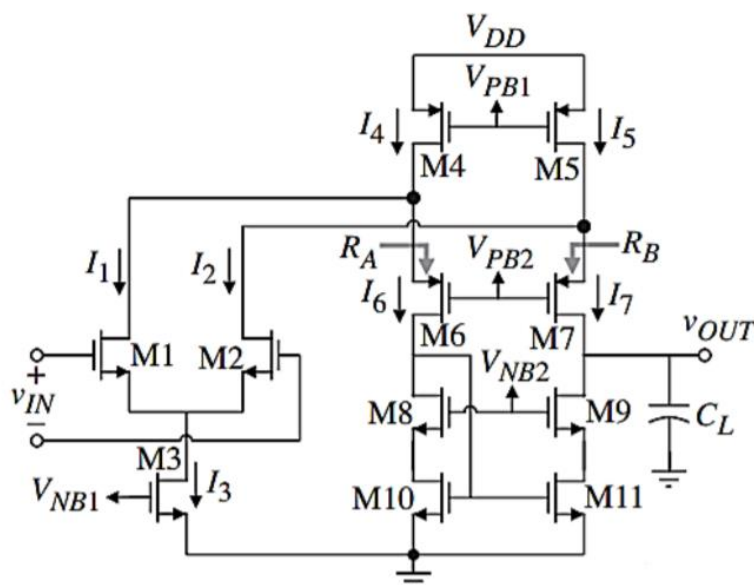 V_DD
V_PB1
I_4
I_5
M4
M5
R_A
V_PB2
R_B
I_1
I_2
I_6
I_7
M6
M7
v_OUT
M1
M2
V_NB2
v_IN
+
−
M8
M9
C_L
M3
V_NB1
I_3
M10
M11